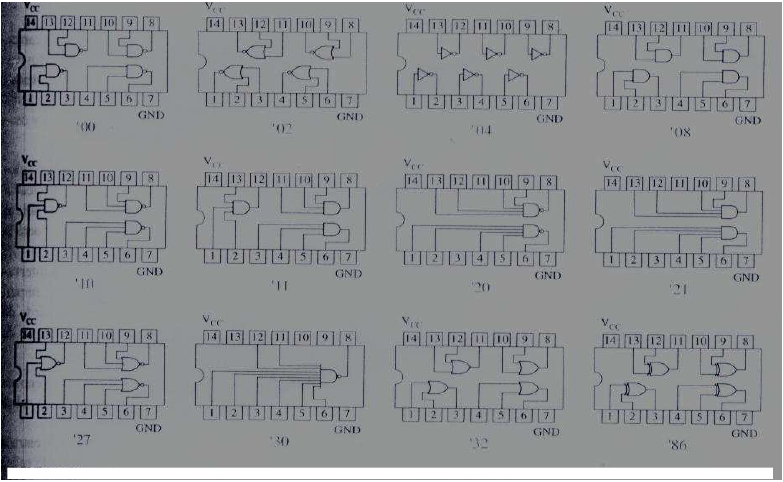 VCC VCC VCC VCC
14 13 12 11 10 9 8 14 13 12 11 10 9 8 14 13 12 11 10 9 8 14 13 12 11 10 9 8
1 2 3 4 5 6 7 1 2 3 4 5 6 7 1 2 3 4 5 6 7 1 2 3 4 5 6 7
GND GND GND GND
'00 '02 '04 '08
VCC VCC VCC VCC
14 13 12 11 10 9 8 14 13 12 11 10 9 8 14 13 12 11 10 9 8 14 13 12 11 10 9 8
1 2 3 4 5 6 7 1 2 3 4 5 6 7 1 2 3 4 5 6 7 1 2 3 4 5 6 7
GND GND GND GND
'10 '11 '20 '21
VCC VCC VCC VCC
14 13 12 11 10 9 8 14 13 12 11 10 9 8 14 13 12 11 10 9 8 14 13 12 11 10 9 8
1 2 3 4 5 6 7 1 2 3 4 5 6 7 1 2 3 4 5 6 7 1 2 3 4 5 6 7
GND GND GND GND
'27 '30 '32 '86